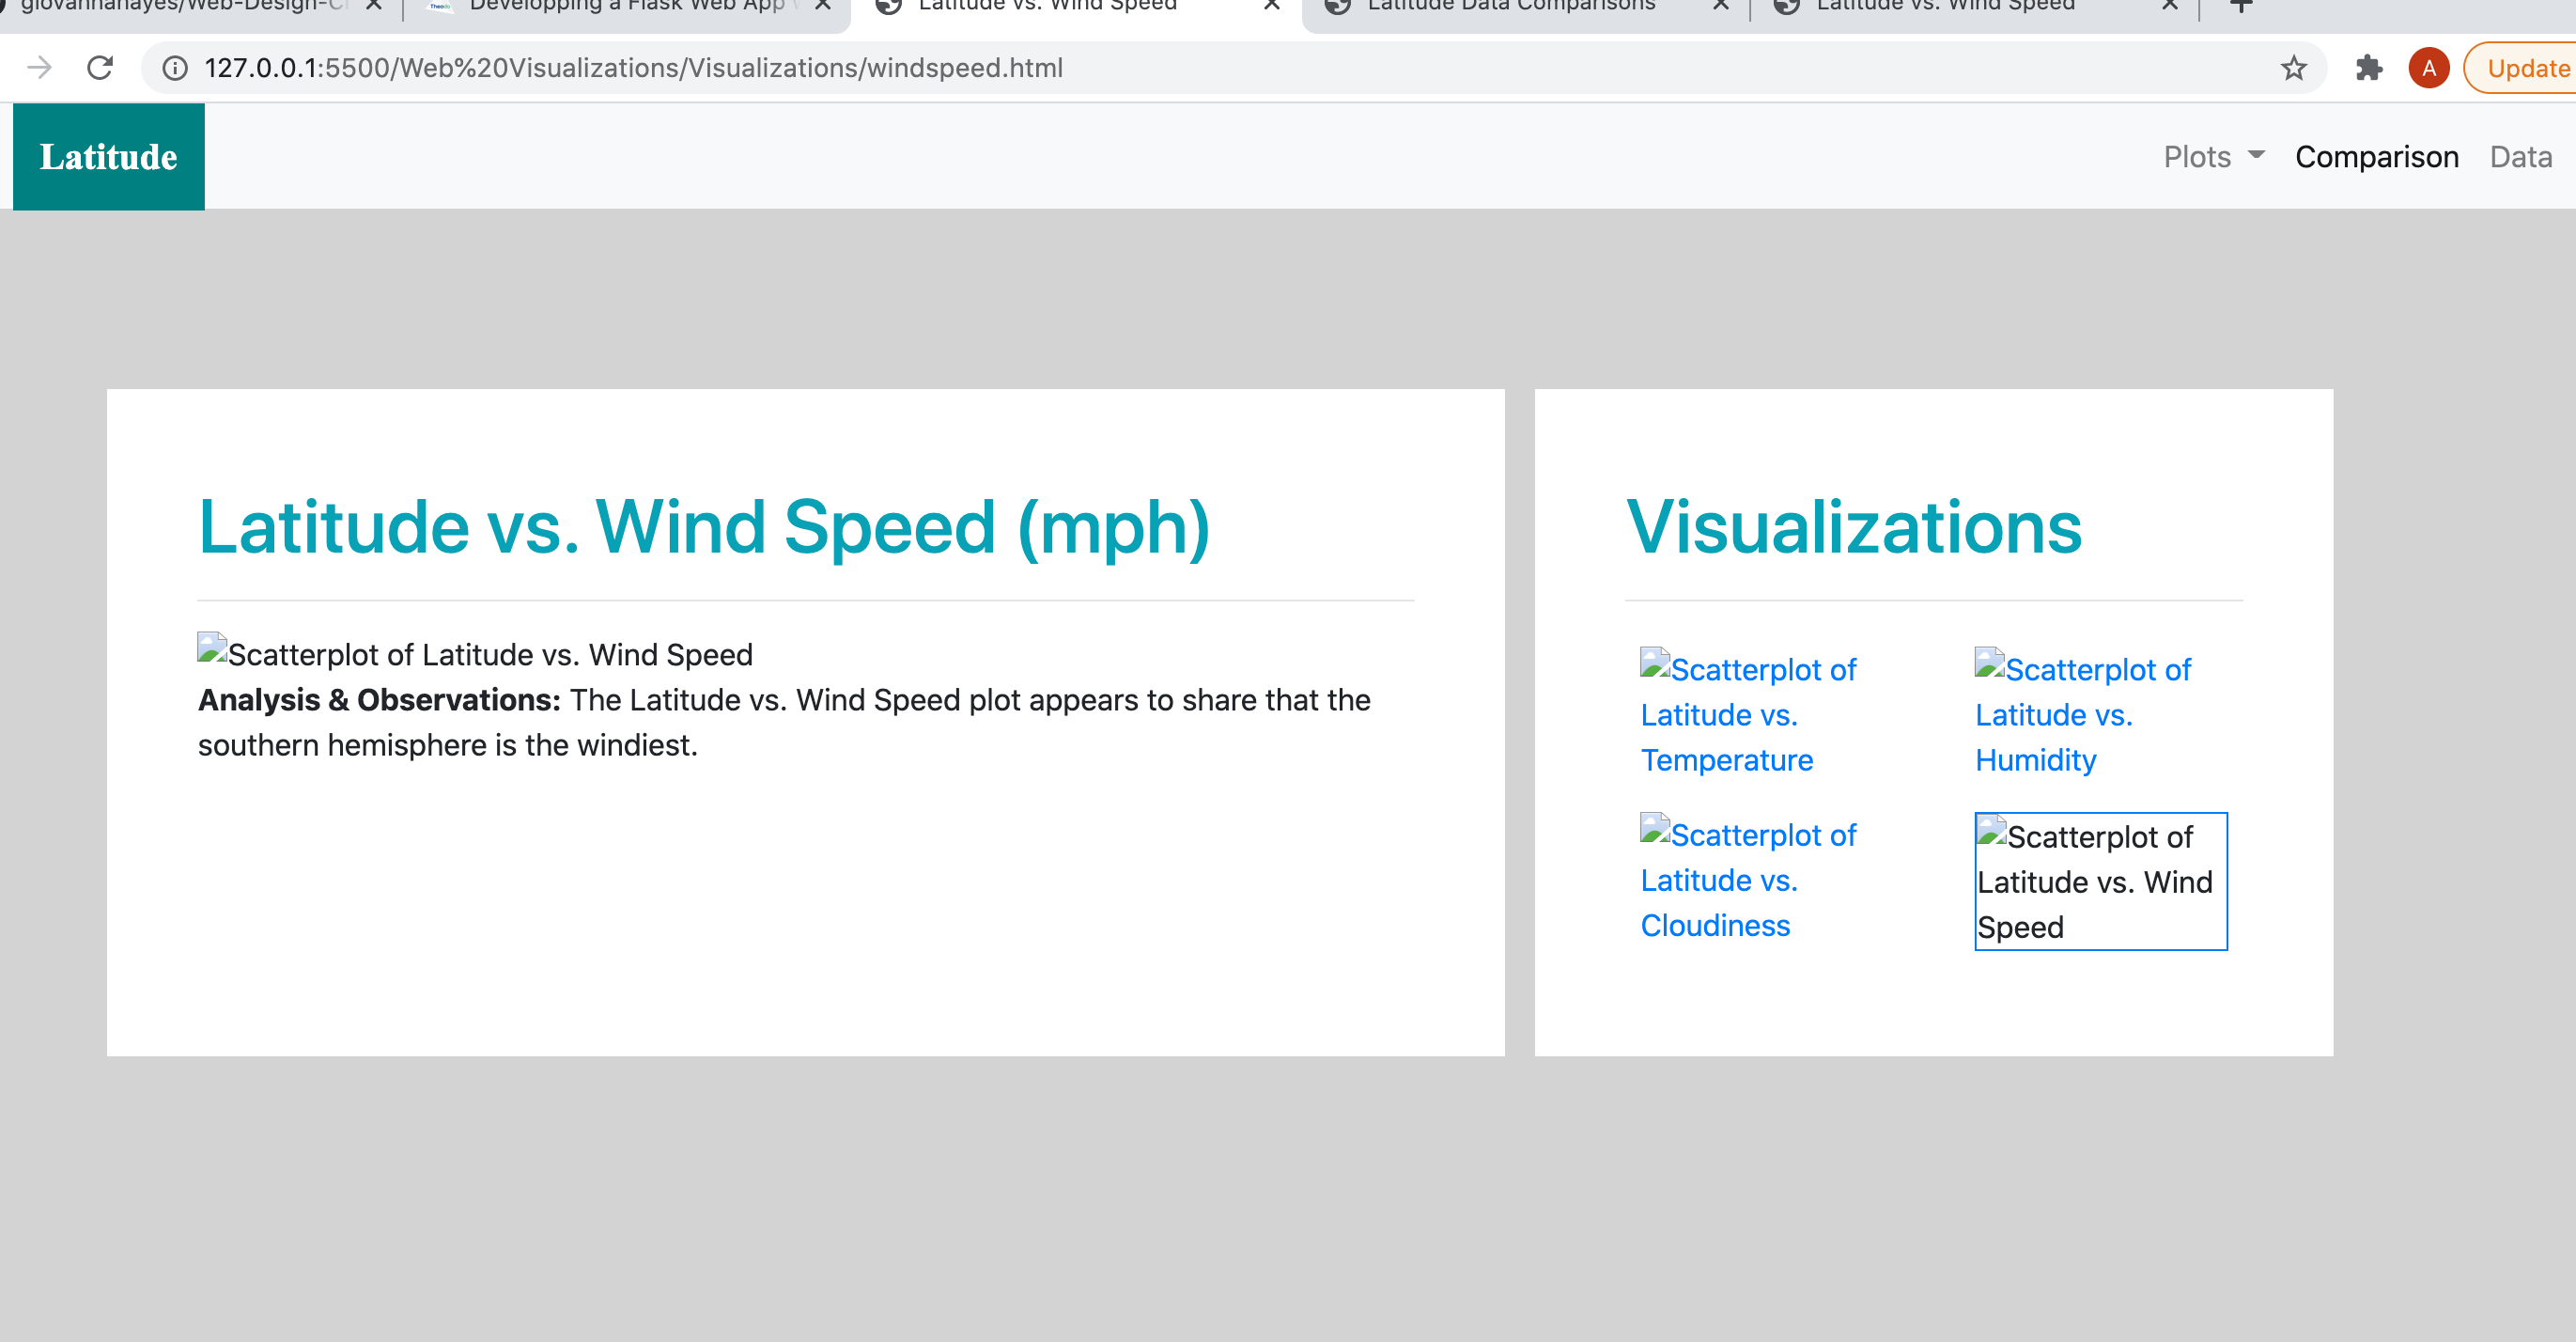 giovannahayes/Web-Design-C
Developping a Flask Web App
Latitude vs. Wind Speed
Latitude Data Comparisons
Latitude vs. Wind Speed
127.0.0.1:5500/Web%20Visualizations/Visualizations/windspeed.html
A
Update
Latitude
Plots
Comparison
Data
Latitude vs. Wind Speed (mph)
Scatterplot of Latitude vs. Wind Speed
Analysis & Observations: The Latitude vs. Wind Speed plot appears to share that the
southern hemisphere is the windiest.
Visualizations
Scatterplot of
Latitude vs.
Temperature
Scatterplot of
Latitude vs.
Humidity
Scatterplot of
Latitude vs.
Cloudiness
Scatterplot of
Latitude vs. Wind
Speed